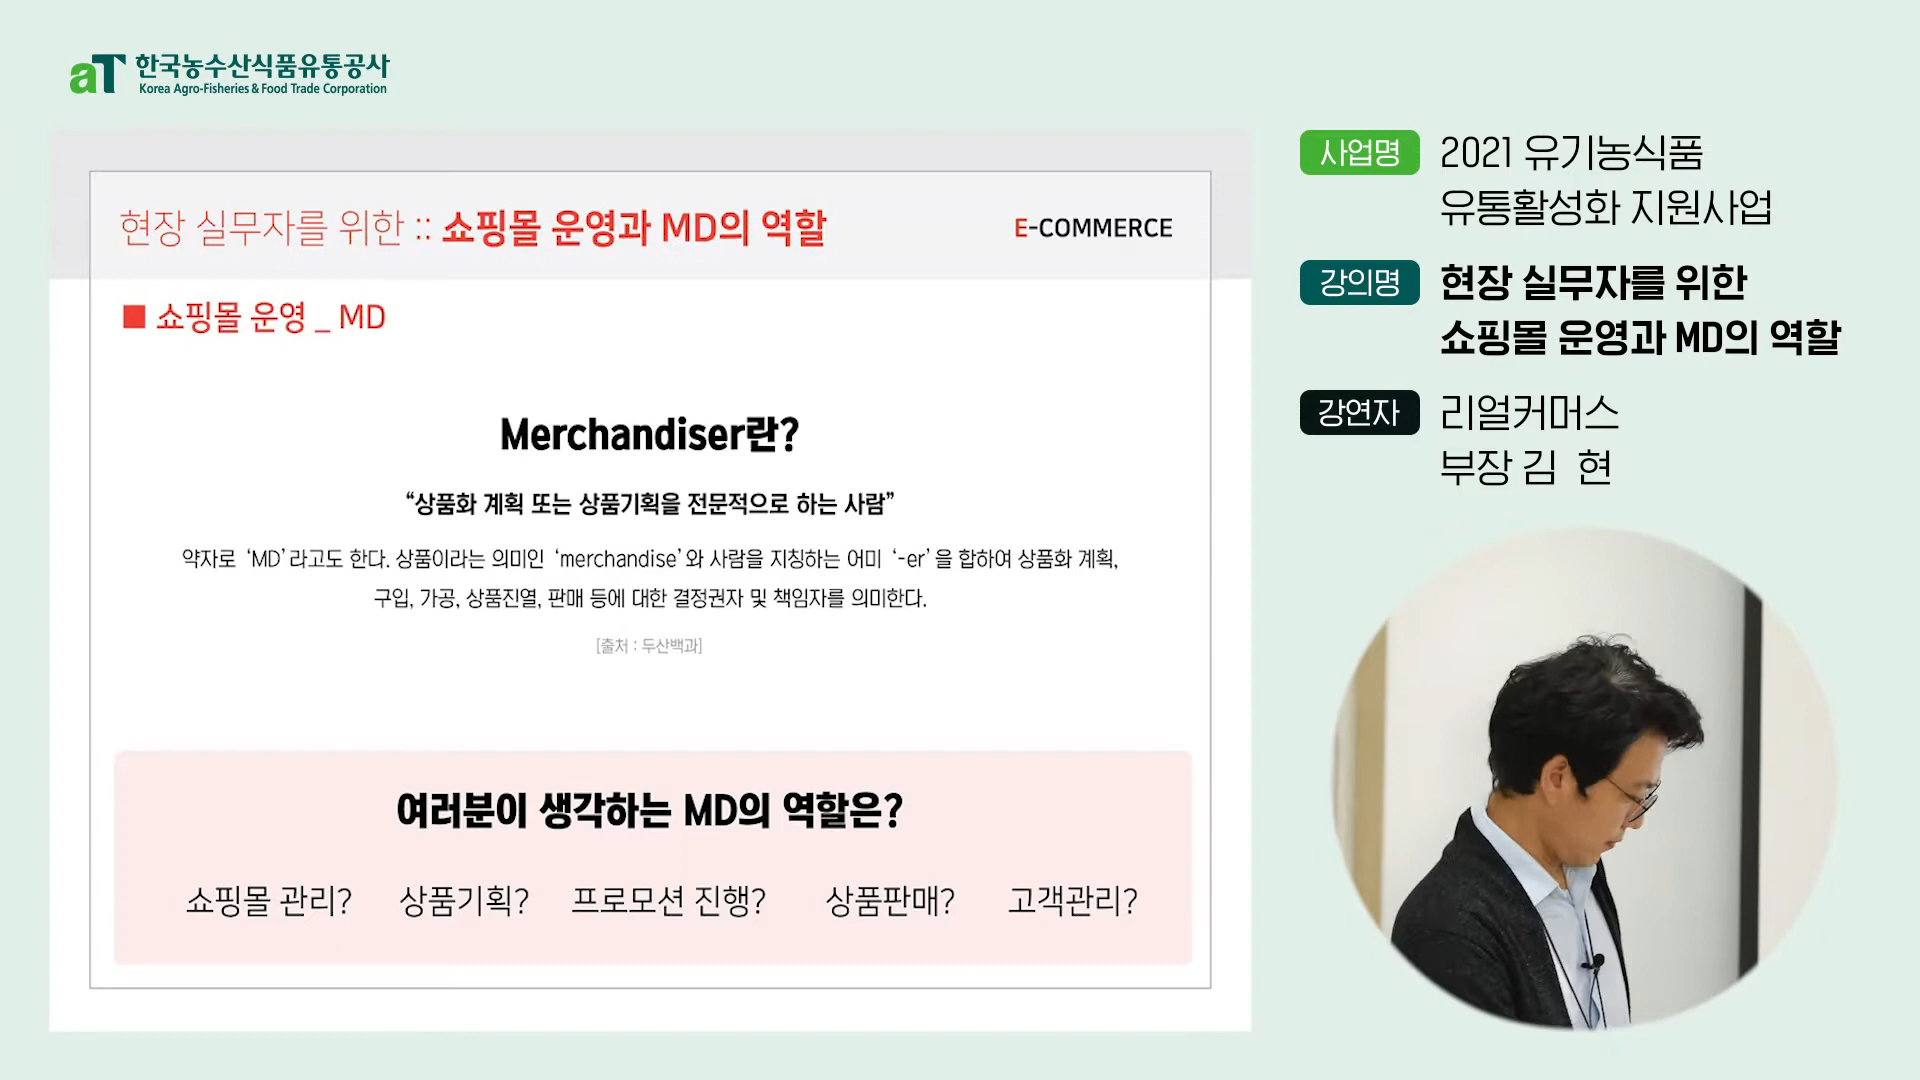 aT 한국농수산식품유통공사
Korea Agro-Fisheries & Food Trade Corporation
현장 실무자를 위한 :: 쇼핑몰 운영과 MD의 역할
E-COMMERCE
■ 쇼핑몰 운영 _ MD
Merchandiser란?
“상품화 계획 또는 상품기획을 전문적으로 하는 사람”
약자로 ‘MD’라고도 한다. 상품이라는 의미인 ‘merchandise’와 사람을 지칭하는 어미 ‘-er’을 합하여 상품화 계획,
구입, 가공, 상품진열, 판매 등에 대한 결정권자 및 책임자를 의미한다.
[출처 : 두산백과]
여러분이 생각하는 MD의 역할은?
쇼핑몰 관리? 상품기획? 프로모션 진행? 상품판매? 고객관리?
사업명 2021 유기농식품
유통활성화 지원사업
강의명 현장 실무자를 위한
쇼핑몰 운영과 MD의 역할
강연자 리얼커머스
부장 김 현